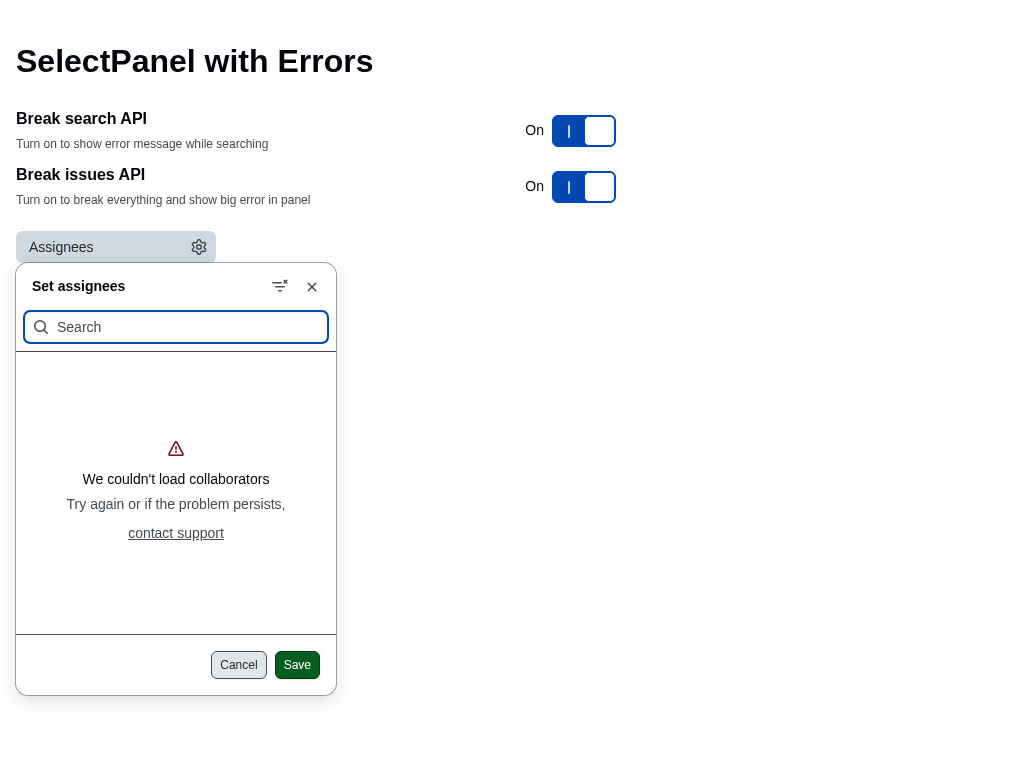 SelectPanel with Errors
Break search API
On
Turn on to show error message while searching
Break issues API
On
Turn on to break everything and show big error in panel
Assignees
Set assignees
Search
We couldn't load collaborators
Try again or if the problem persists,
contact support
Cancel
Save